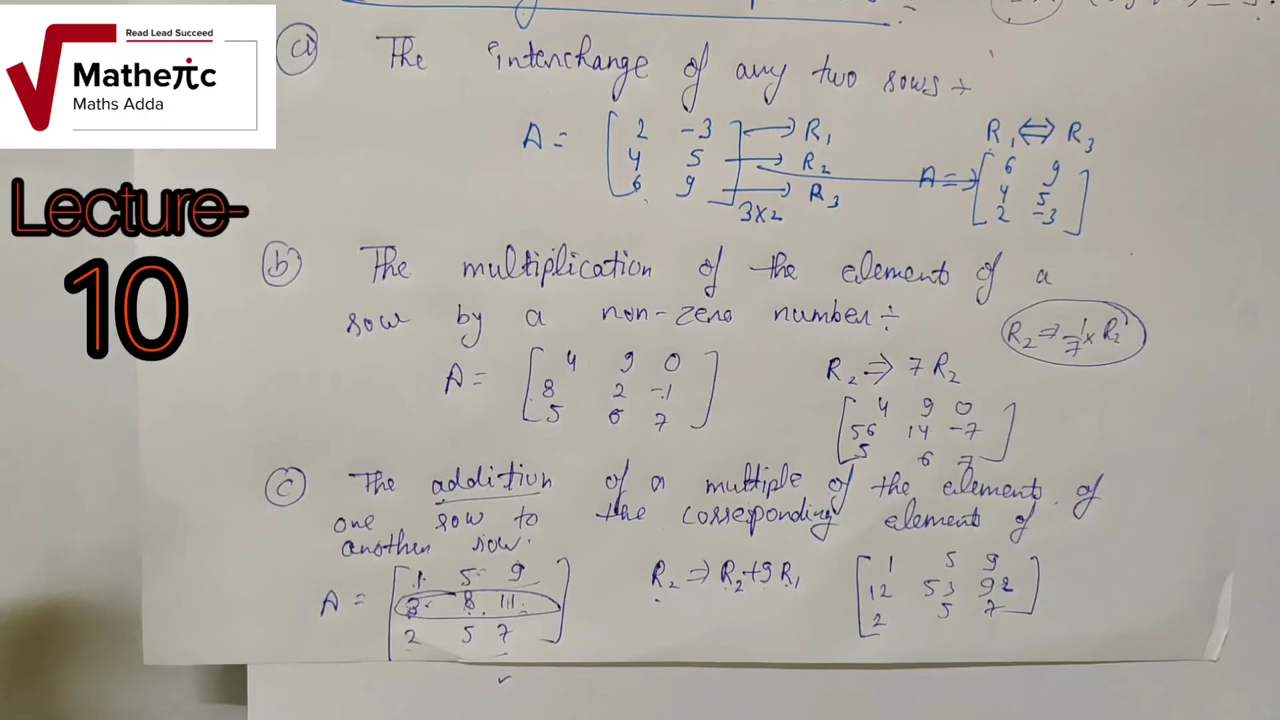 Read Lead Succeed
Matheπc
Maths Adda
Lecture-
10
(a) The interchange of any two rows
A = [ 2 -3 ] → R₁
4 5 → R₂
6 9 → R₃
3×2
R₁ ⇔ R₃
A = [ 6 9
4 5
2 -3 ]
(b) The multiplication of the element of a
row by a non-zero number ÷
R₂ ⇒ 1/7 × R₂
A = [ 4 9 0
8 2 -1
5 6 7 ]
R₂ ⇒ 7 R₂
[ 4 9 0
56 14 -7
5 6 7 ]
(c) The addition of a multiple of the elements of
one row to the corresponding element of
another row.
A = [ 1 5 9
3 8 11
2 5 7 ]
R₂ ⇒ R₂+9R₁
[ 1 5 9
12 53 92
2 5 7 ]